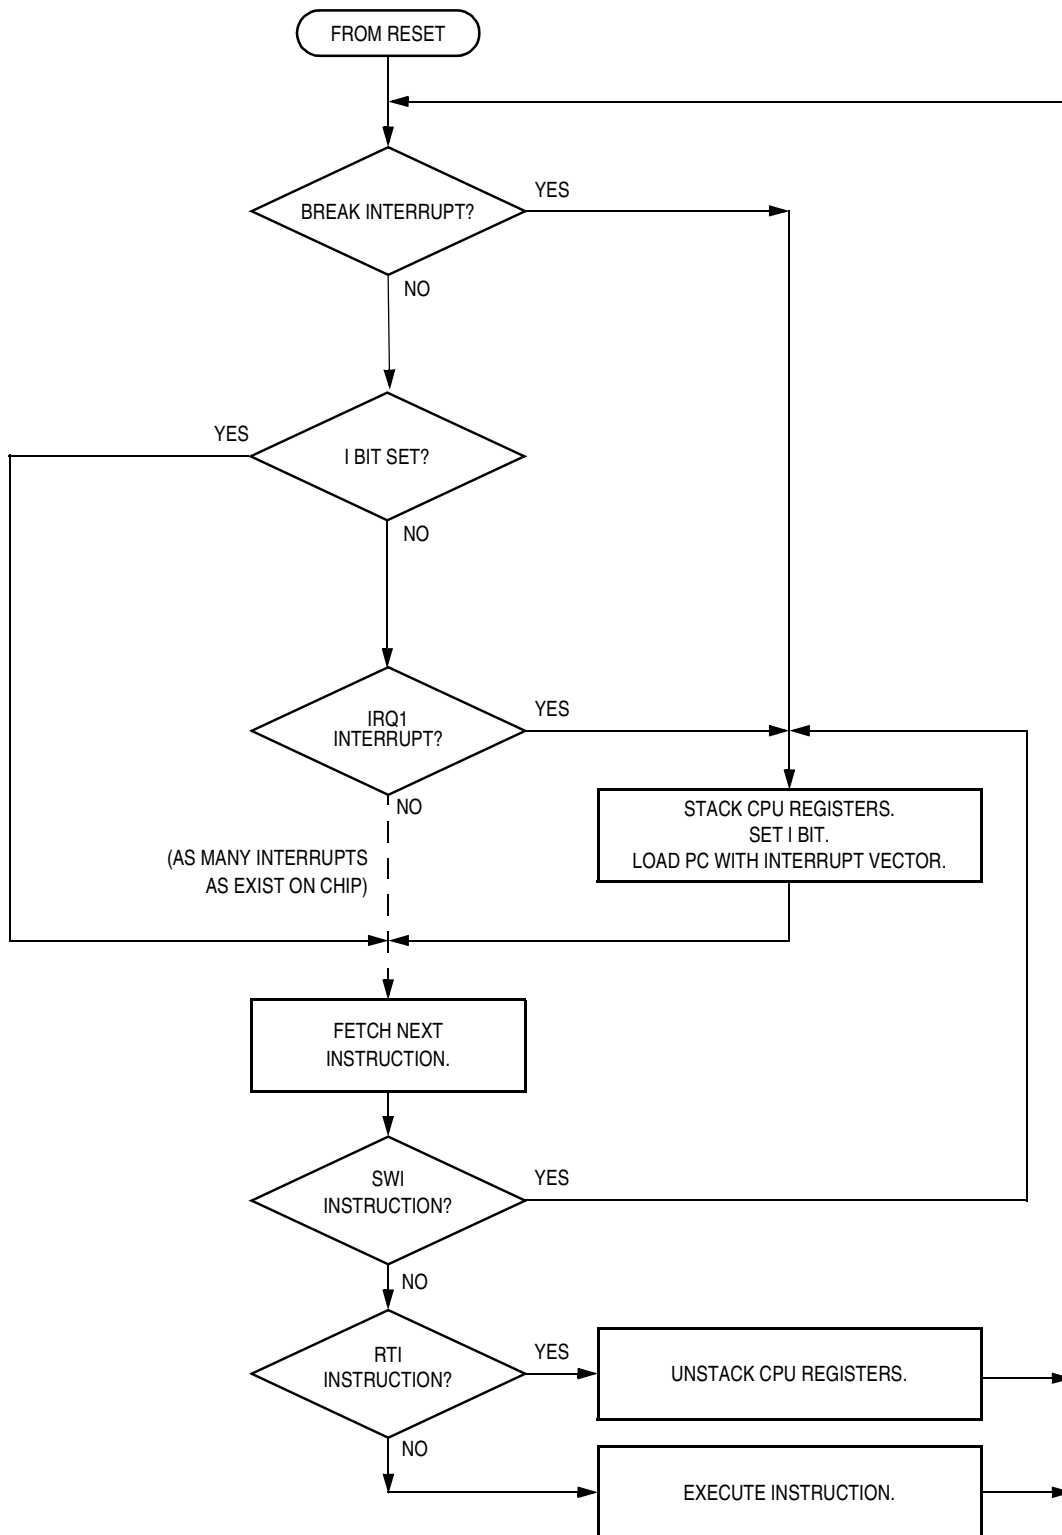 FROM RESET
BREAK INTERRUPT?
YES
NO
I BIT SET?
YES
NO
IRQ1
INTERRUPT?
YES
NO
(AS MANY INTERRUPTS
AS EXIST ON CHIP)
STACK CPU REGISTERS.
SET I BIT.
LOAD PC WITH INTERRUPT VECTOR.
FETCH NEXT
INSTRUCTION.
SWI
INSTRUCTION?
YES
NO
RTI
INSTRUCTION?
YES
UNSTACK CPU REGISTERS.
NO
EXECUTE INSTRUCTION.